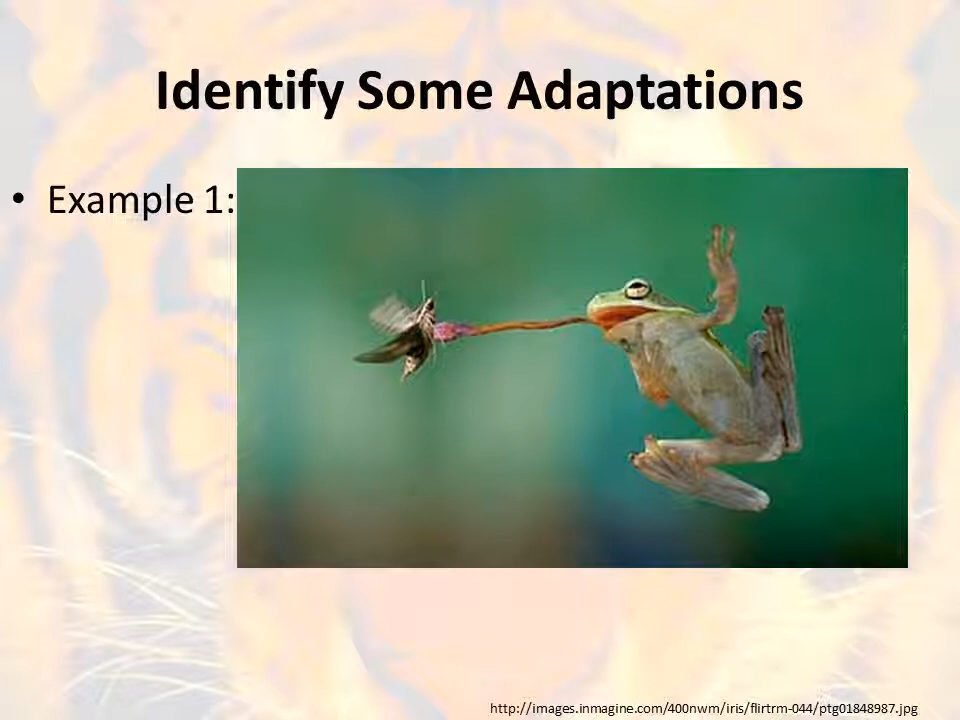 Identify Some Adaptations
• Example 1:
http://images.inmagine.com/400nwm/iris/flirtrm-044/ptg01848987.jpg